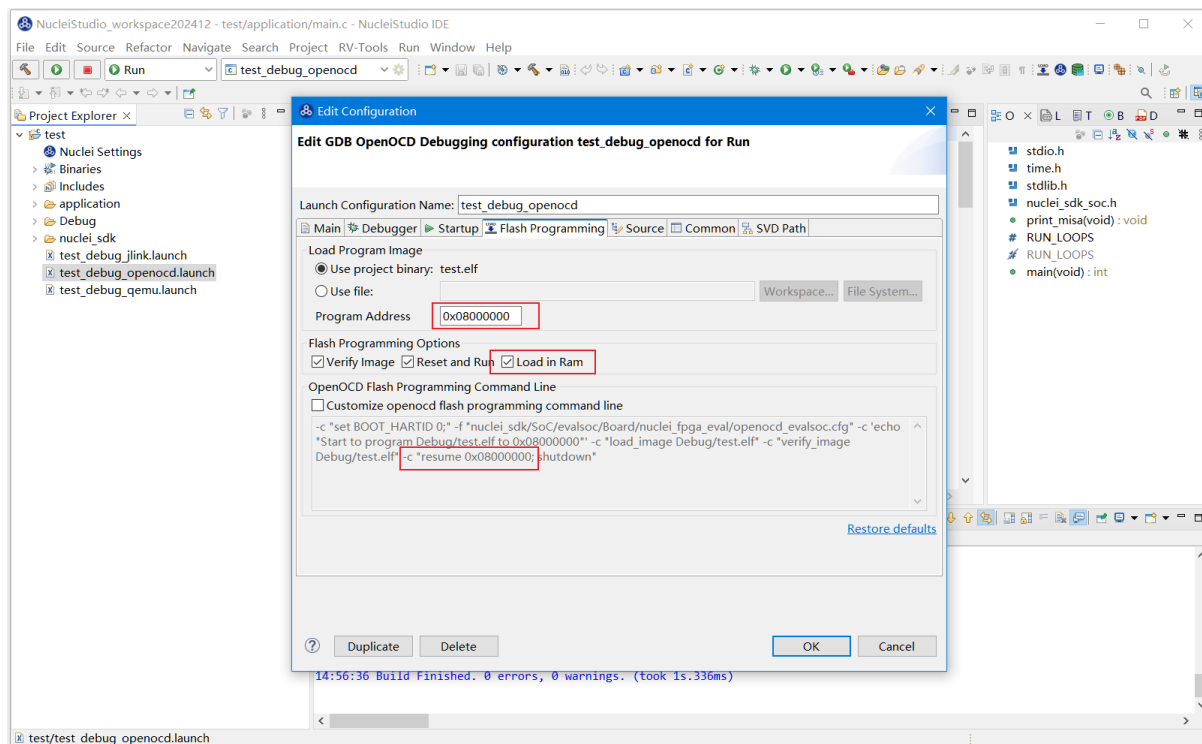 NucleiStudio_workspace202412 - test/application/main.c - NucleiStudio IDE
File Edit Source Refactor Navigate Search Project RV-Tools Run Window Help
Run
test_debug_openocd
Project Explorer
test
Nuclei Settings
Binaries
Includes
application
Debug
nuclei_sdk
test_debug_jlink.launch
test_debug_openocd.launch
test_debug_qemu.launch
Edit Configuration
Edit GDB OpenOCD Debugging configuration test_debug_openocd for Run
Launch Configuration Name: test_debug_openocd
Main Debugger Startup Flash Programming Source Common SVD Path
Load Program Image
Use project binary: test.elf
Use file: Workspace... File System...
Program Address 0x08000000
Flash Programming Options
Verify Image Reset and Run Load in Ram
OpenOCD Flash Programming Command Line
Customize openocd flash programming command line
-c "set BOOT_HARTID 0;" -f "nuclei_sdk/SoC/evalsoc/Board/nuclei_fpga_eval/openocd_evalsoc.cfg" -c 'echo
"Start to program Debug/test.elf to 0x08000000"' -c "load_image Debug/test.elf" -c "verify_image
Debug/test.elf" -c "resume 0x08000000; shutdown"
Restore defaults
Duplicate Delete OK Cancel
O L T B D
stdio.h
time.h
stdlib.h
nuclei_sdk_soc.h
print_misa(void) : void
RUN_LOOPS
RUN_LOOPS
main(void) : int
14:56:36 Build Finished. 0 errors, 0 warnings. (took 1s.336ms)
test/test_debug_openocd.launch